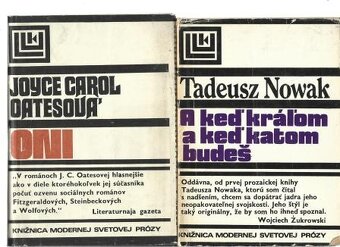 JOYCE CAROL
OATESOVÁ
ONI
„V románoch J. C. Oatesovej hlasnejšie
ako v diele ktoréhokoľvek jej súčasníka
počuť ozvenu sociálnych románov
Fitzgeraldových, Steinbeckových
a Wolfových."
Literaturnaja gazeta
KNIŽNICA MODERNEJ SVETOVEJ PRÓZY
Tadeusz Nowak
A keď kráľom
a keď katom
budeš
Oddávna, od prvej prozaickej knihy
Tadeusza Nowaka, ktorú som čítal
s nadšením, chcem sa dopátrať jadra jeho
neopakovateľnej svojskosti. Jeho štýl je
taký originálny, že by som ho ihneď spoznal.
Wojciech Żukrowski
KNIŽNICA MODERNEJ SVETOVEJ PRÓZY